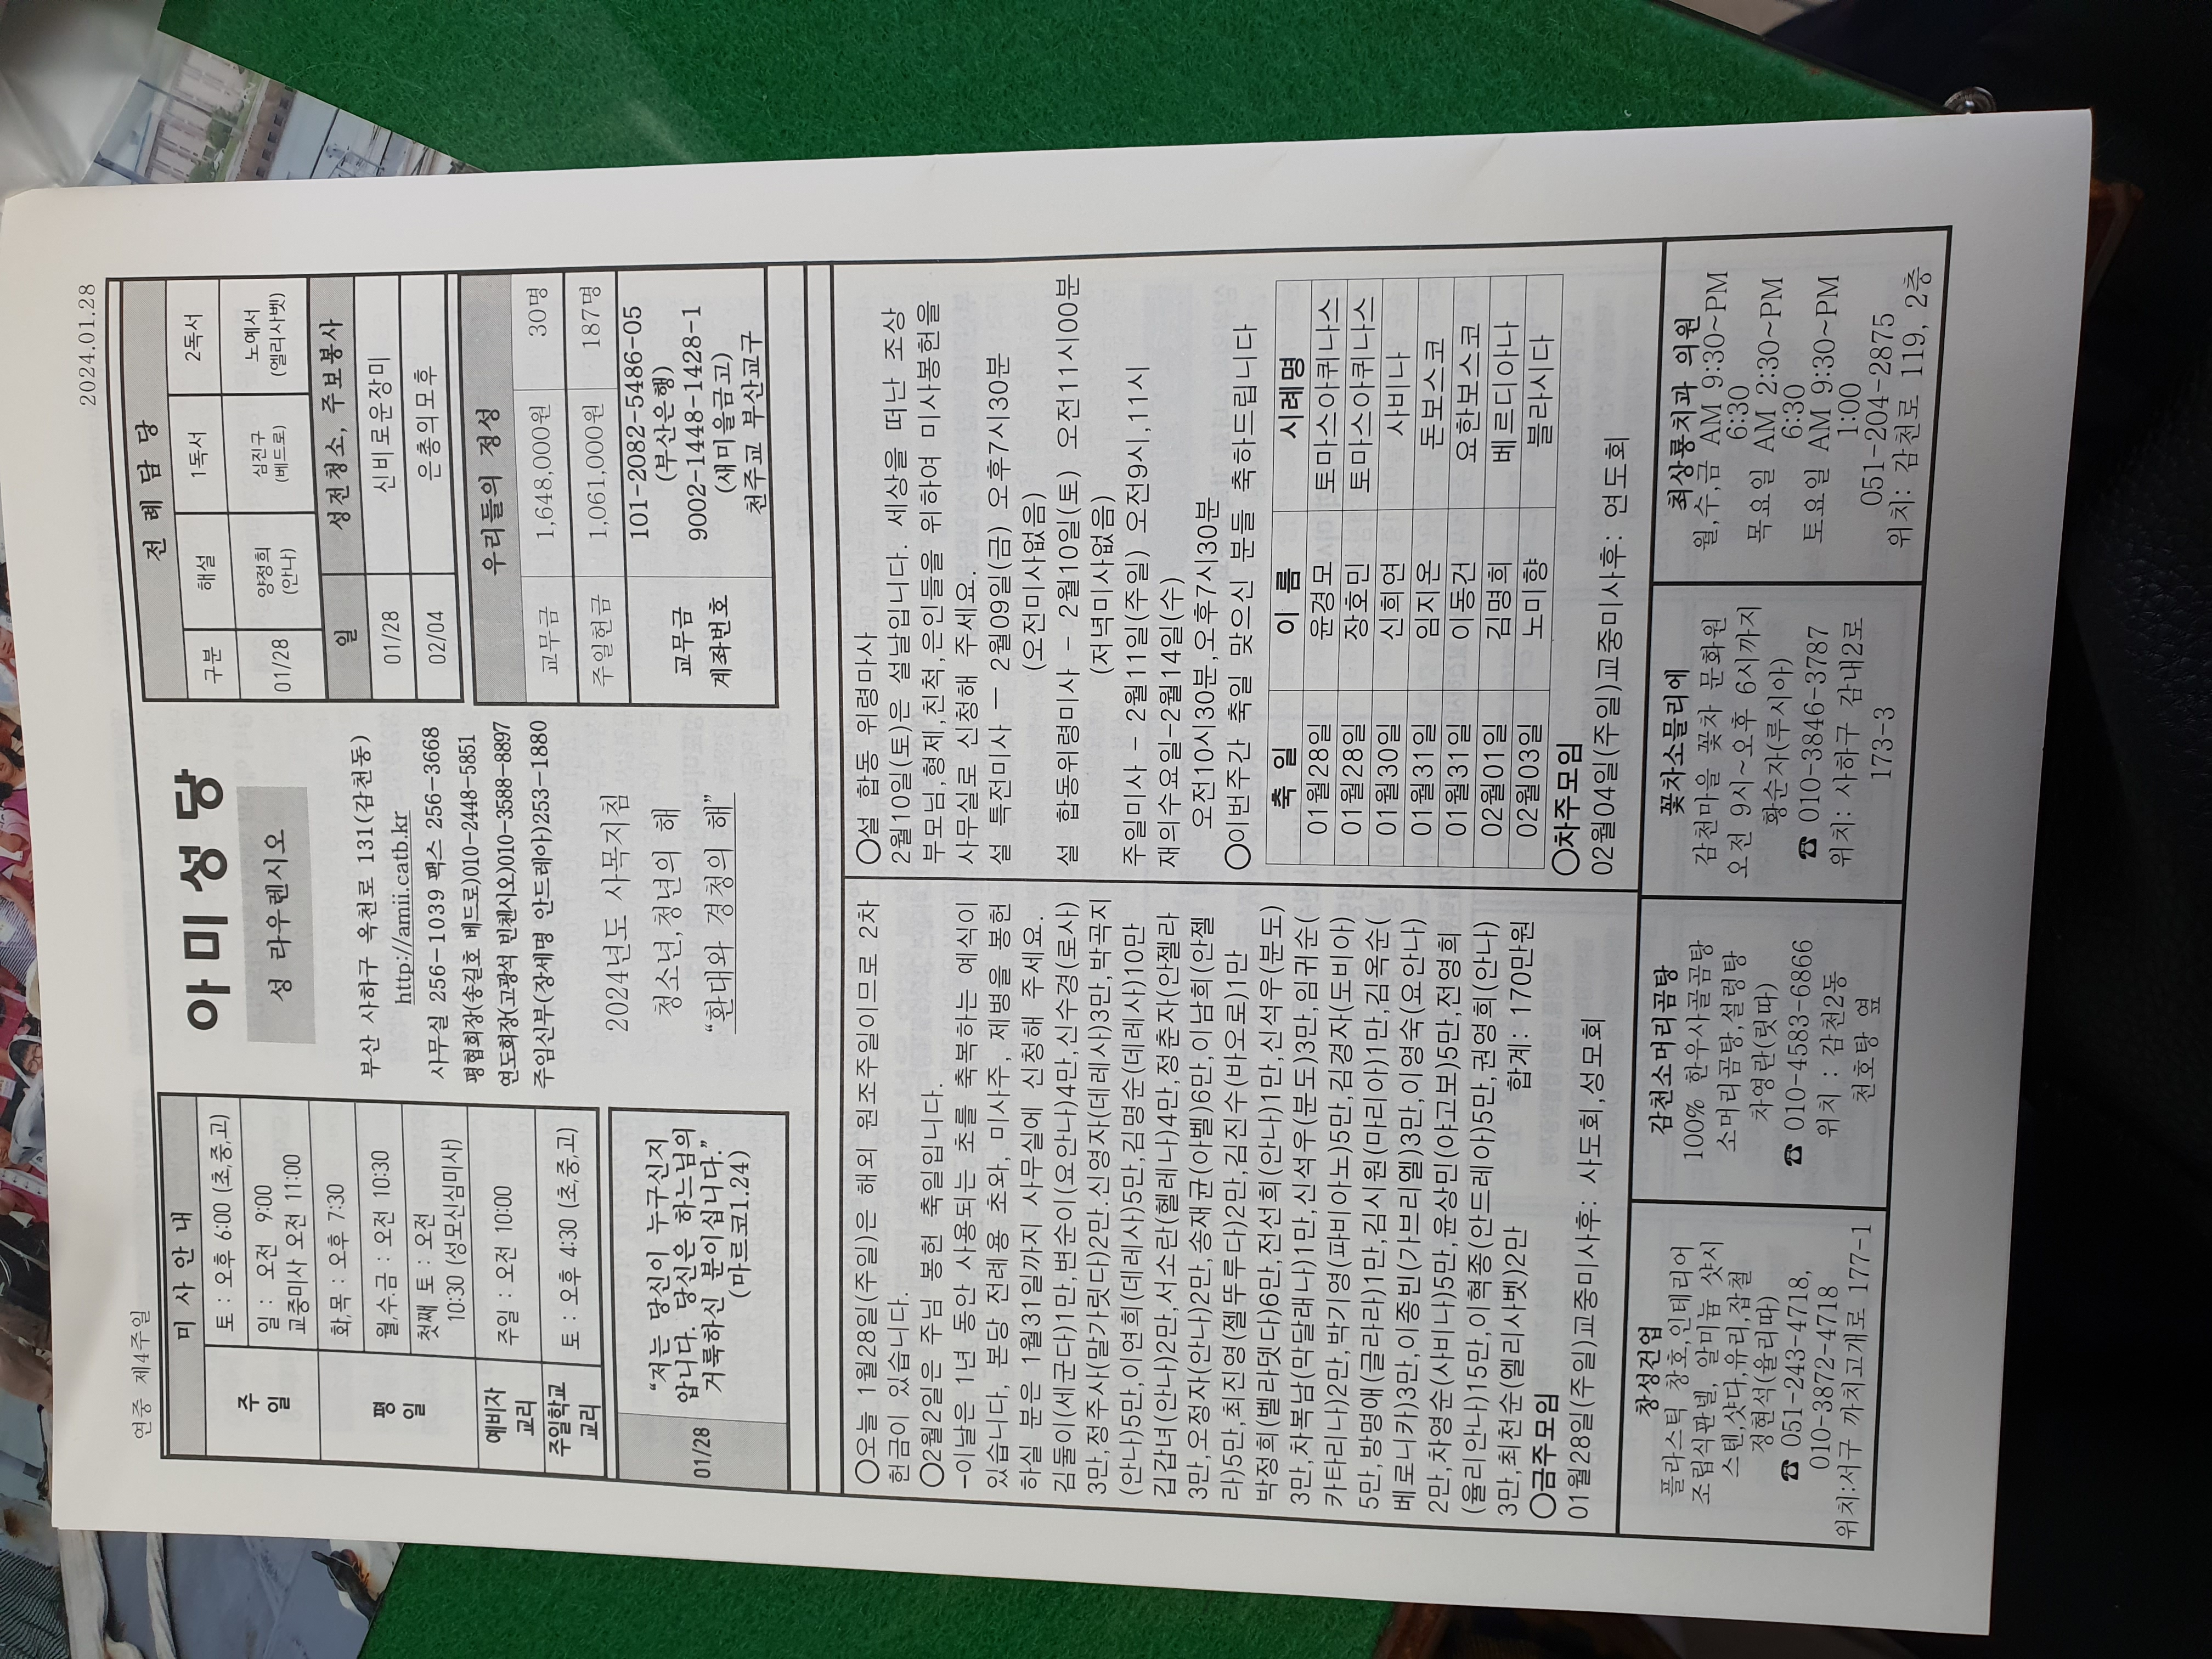 연중 제4주일
2024.01.28
미 사 안 내
주 일
토 : 오후 6:00 (초,중,고)
일 : 오전 9:00
교중미사 오전 11:00
평 일
화,목 : 오후 7:30
월,수.금 : 오전 10:30
첫째 토 : 오전
10:30 (성모신심미사)
예비자 교리
주일 : 오전 10:00
주일학교 교리
토 : 오후 4:30 (초,중,고)
01/28
“저는 당신이 누구신지
압니다. 당신은 하느님의
거룩하신 분이십니다.”
(마르코1.24)
아미성당
성 라우렌시오
부산 사하구 옥천로 131(감천동)
http://amii.catb.kr
사무실 256-1039 팩스 256-3668
평협회장(송길호 베드로)010-2448-5851
연도회장(고광석 빈첸시오)010-3588-8897
주임신부(장세명 안드레아)253-1880
2024년도 사목지침
청소년,청년의 해
“환대와 경청의 해”
전 례 담 당
구분 해설 1독서 2독서
01/28 양정희 (안나) 심진구 (베드로) 노예서 (엘리사벳)
일 성전청소, 주보봉사
01/28 신비로운장미
02/04 은총의모후
우리들의 정성
교무금 1,648,000원 30명
주일헌금 1,061,000원 187명
교무금 계좌번호
101-2082-5486-05
(부산은행)
9002-1448-1428-1
(새마을금고)
천주교 부산교구
○오늘 1월28일(주일)은 해외 원조주일이므로 2차
헌금이 있습니다.
○2월2일은 주님 봉헌 축일입니다.
-이날은 1년 동안 사용되는 초를 축복하는 예식이
있습니다, 본당 전례용 초와, 미사주, 제병을 봉헌
하실 분은 1월31일까지 사무실에 신청해 주세요.
김돌이(세균다)1만,변순이(요안나)4만,신수경(로사)
3만,정주사(말가릿다)2만.신영자(데레사)3만,박곡지
(안나)5만,이연희(데레사)5만,김명순(데레사)10만
김갑녀(안나)2만,서소란(헬레나)4만,정춘자(안젤라
3만,오정자(안나)2만,송재균(아벨)6만,이남희(안젤
라)5만,최진영(젤뚜루다)2만,김진수(바오로)1만
박정희(벨라뎃다)6만,전선희(안나)1만,신석우(분도)
3만,차복남(막달래나)1만,신석우(분도)3만,임귀순(
카타리나)2만,박기영(파비아노)5만,김경자(도비아)
5만,방명애(글라라)1만,김시원(마리아)1만,김옥순(
베로니카)3만,이종빈(가브리엘)3만,이영숙(요안나)
2만,차영순(사비나)5만,윤상민(야고보)5만,전영희
(율리안나)15만,이혁종(안드레아)5만,권영희(안나)
3만,최천순(엘리사벳)2만 합계: 170만원
○금주모임
01월28일(주일)교중미사후: 사도회,성모회
○설 합동 위령마사
2월10일(토)은 설날입니다. 세상을 떠난 조상
부모님,형제,친척,은인들을 위하여 미사봉헌을
사무실로 신청해 주세요.
설 특전미사 — 2월09일(금) 오후7시30분
(오전미사없음)
설 합동위령미사 - 2월10일(토) 오전11시00분
(저녁미사없음)
주일미사 - 2월11일(주일) 오전9시,11시
재의수요일-2월14일(수)
오전10시30분,오후7시30분
○이번주간 축일 맞으신 분들 축하드립니다
축 일 이 름 시례명
01월28일 윤경모 토마스아퀴나스
01월28일 장호민 토마스아퀴나스
01월30일 신희연 사비나
01월31일 임지온 돈보스코
01월31일 이동건 요한보스코
02월01일 김명희 베르디아나
02월03일 노미향 블라시다
○차주모임
02월04일(주일)교중미사후: 연도회
창성건업
플라스틱 창호,인테리어
조립식판넬, 알미늄 샷시
스텐,샷다,유리,잡철
정현석(율리따)
☎ 051-243-4718,
010-3872-4718
위치:서구 까치고개로 177-1
감천소머리곰탕
100% 한우사골곰탕
소머리곰탕,설렁탕
차영란(릿따)
☎ 010-4583-6866
위치 : 감천2동
천호탕 옆
꽃차소믈리에
감천마을 꽃차 문화원
오전 9시~오후 6시까지
황순자(루시아)
☎ 010-3846-3787
위치: 사하구 감내2로
173-3
최상룡치과 의원
월,수,금 AM 9:30~PM
6:30
목요일 AM 2:30~PM
6:30
토요일 AM 9:30~PM
1:00
051-204-2875
위치: 감천로 119, 2층